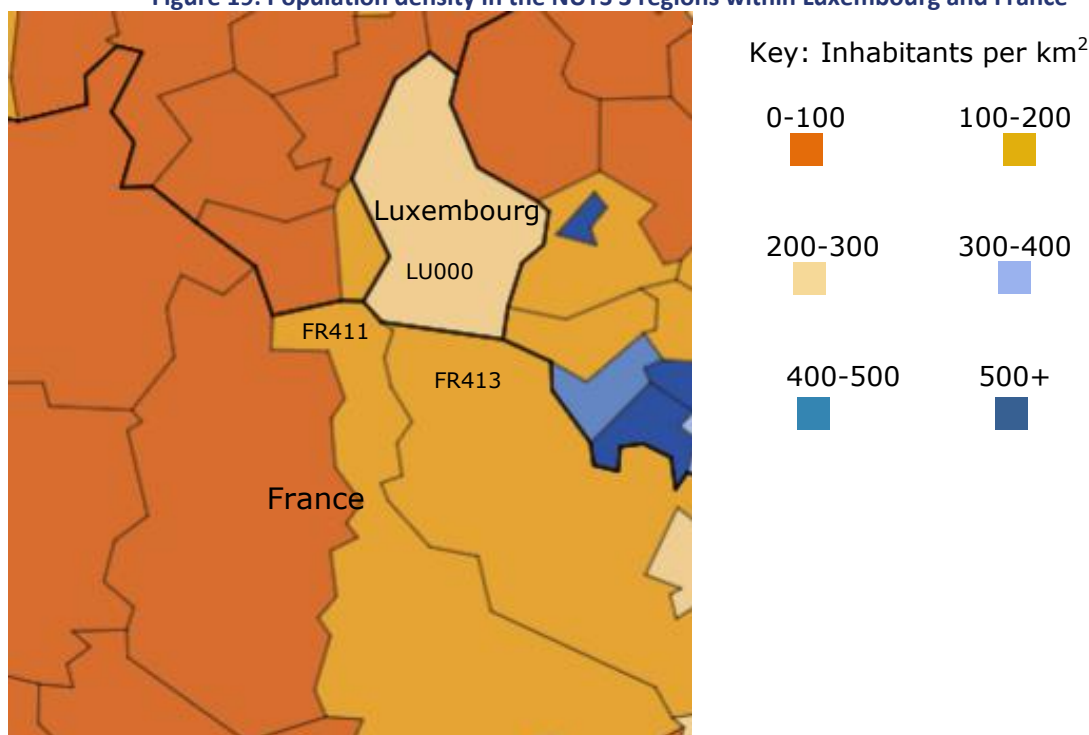 Figure 19: Population density in the NUTS 3 regions within Luxembourg and France
Key: Inhabitants per km²
0-100 100-200
200-300 300-400
400-500 500+
Luxembourg
LU000
FR411
FR413
France